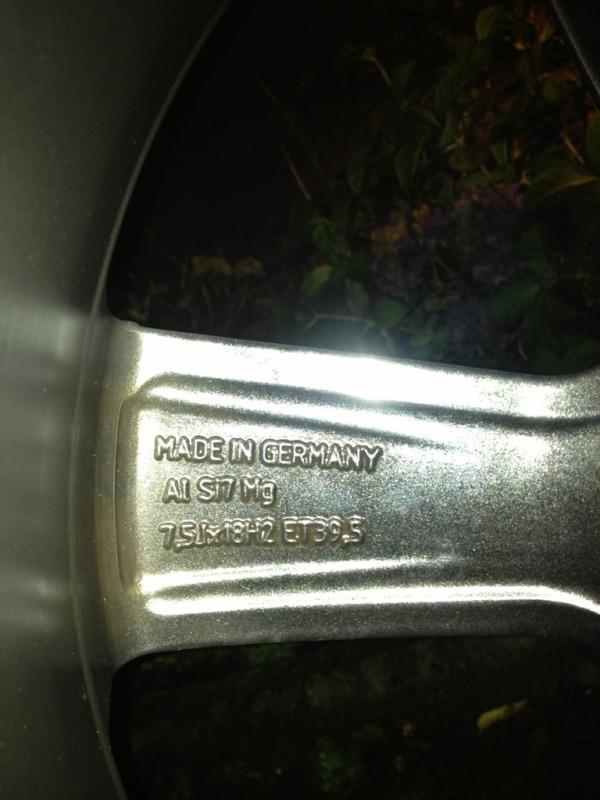 MADE IN GERMANY
Al Si7 Mg
7,5Jx18H2 ET39,5